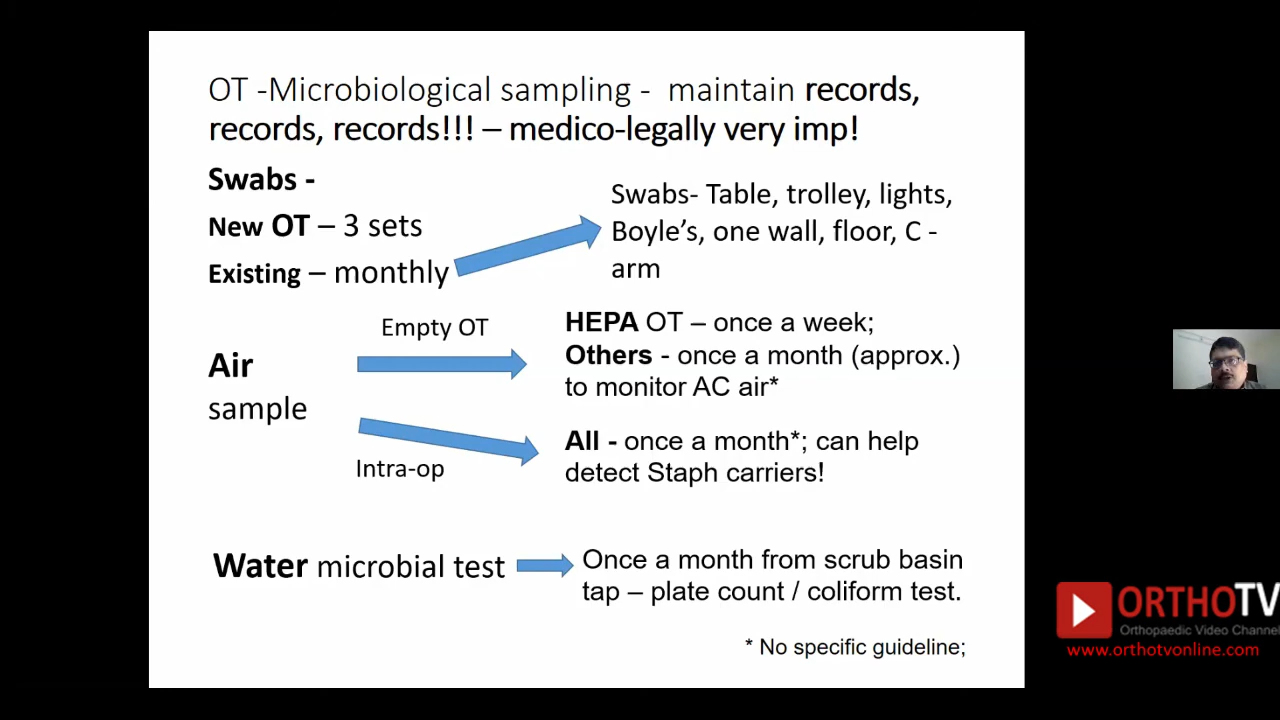 OT -Microbiological sampling - maintain records,
records, records!!! – medico-legally very imp!
Swabs -
New OT – 3 sets
Existing – monthly
Swabs- Table, trolley, lights,
Boyle’s, one wall, floor, C -
arm
Air
sample
Empty OT
HEPA OT – once a week;
Others - once a month (approx.)
to monitor AC air*
Intra-op
All - once a month*; can help
detect Staph carriers!
Water microbial test
Once a month from scrub basin
tap – plate count / coliform test.
* No specific guideline;
ORTHOTV
Orthopaedic Video Channel
www.orthotvonline.com